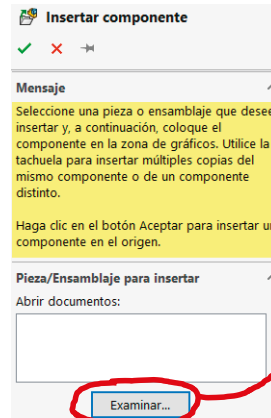 Insertar componente
Mensaje
Seleccione una pieza o ensamblaje que desee
insertar y, a continuación, coloque el
componente en la zona de gráficos. Utilice la
tachuela para insertar múltiples copias del
mismo componente o de un componente
distinto.
Haga clic en el botón Aceptar para insertar un
componente en el origen.
Pieza/Ensamblaje para insertar
Abrir documentos:
Examinar...